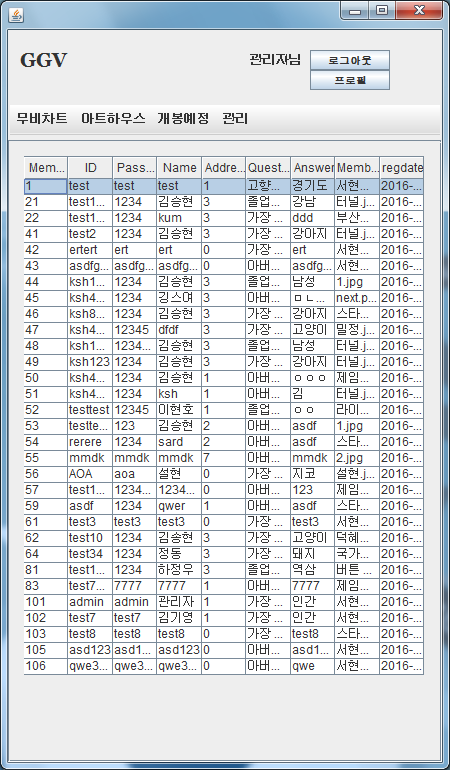 GGV 관리자님 로그아웃
프로필
무비차트 아트하우스 개봉예정 관리
Mem... ID Pass... Name Addre... Quest... Answer Memb... regdate
1 test test test 1 고향... 경기도 서현... 2016-...
21 test1... 1234 김승현 3 졸업... 강남 터널.j... 2016-...
22 test1... 1234 kum 3 가장 ... ddd 부산... 2016-...
41 test2 1234 김승현 3 가장 ... 강아지 터널.j... 2016-...
42 ertert ert ert 0 가장 ... ert 서현... 2016-...
43 asdfg... asdfg... asdfg... 0 아버... asdfg... 서현... 2016-...
44 ksh1... 1234 김승현 3 졸업... 남성 1.jpg 2016-...
45 ksh4... 1234 깅스여 3 아버... ㅁㄴ... next.p... 2016-...
46 ksh8... 1234 김승현 3 가장 ... 강아지 스타... 2016-...
47 ksh4... 12345 dfdf 3 가장 ... 고양이 밀정.j... 2016-...
48 ksh1... 1234 김승현 3 졸업... 남성 터널.j... 2016-...
49 ksh123 1234 김승현 3 가장 ... 강아지 터널.j... 2016-...
50 ksh4... 1234 김승현 1 아버... ㅇㅇㅇ 제임... 2016-...
51 ksh4... 1234 ksh 1 아버... 김 터널.j... 2016-...
52 testtest 12345 이현호 1 졸업... ㅇㅇ 라이... 2016-...
53 testte... 123 김승현 2 아버... asdf 1.jpg 2016-...
54 rerere 1234 sard 2 아버... asdf 스타... 2016-...
55 mmdk mmdk mmdk 7 아버... mmdk 2.jpg 2016-...
56 AOA aoa 설현 0 가장 ... 지코 설현.j... 2016-...
57 test1... 1234... 1234... 0 아버... 123 제임... 2016-...
59 asdf 1234 qwer 1 아버... asdf 스타... 2016-...
61 test3 test3 test3 0 가장 ... test3 서현... 2016-...
62 test10 1234 김승현 3 가장 ... 고양이 덕혜... 2016-...
64 test34 1234 정동 3 가장 ... 돼지 국가... 2016-...
81 test1... 1234 하정우 3 졸업... 역삼 버튼 ... 2016-...
83 test7... 7777 7777 1 아버... 7777 제임... 2016-...
101 admin admin 관리자 1 가장 ... 인간 서현... 2016-...
102 test7 test7 김기영 1 가장 ... 인간 서현... 2016-...
103 test8 test8 test8 0 가장 ... test8 스타... 2016-...
105 asd123 asd1... asd123 0 아버... asd1... 서현... 2016-...
106 qwe3... qwe3... qwe3... 0 아버... qwe 서현... 2016-...